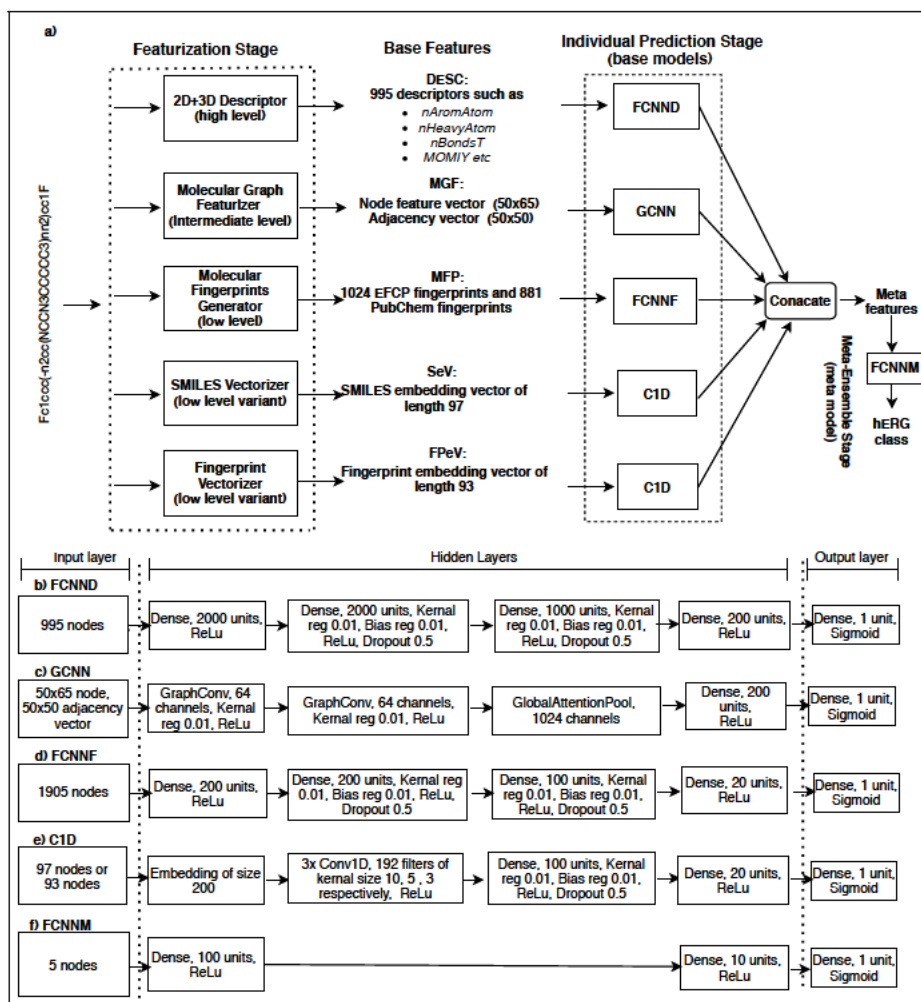 a)
Featurization Stage
Base Features
Individual Prediction Stage
(base models)
Fc1ccc(-n2cc(NCCN3CCCCC3)nn2)cc1F
2D+3D Descriptor
(high level)
DESC:
995 descriptors such as
• nAromAtom
• nHeavyAtom
• nBondsT
• MOMIY etc
FCNND
Molecular Graph
Featurizer
(Intermediate level)
MGF:
Node feature vector (50x65)
Adjacency vector (50x50)
GCNN
Molecular
Fingerprints
Generator
(low level)
MFP:
1024 EFCP fingerprints and 881
PubChem fingerprints
FCNNF
SMILES Vectorizer
(low level variant)
SeV:
SMILES embedding vector of
length 97
C1D
Fingerprint
Vectorizer
(low level variant)
FPeV:
Fingerprint embedding vector of
length 93
C1D
Conacate
Meta
features
FCNNM
hERG
class
Meta-Ensemble Stage
(meta model)
Input layer
Hidden Layers
Output layer
b) FCNND
995 nodes
Dense, 2000 units,
ReLu
Dense, 2000 units, Kernal
reg 0.01, Bias reg 0.01,
ReLu, Dropout 0.5
Dense, 1000 units, Kernal
reg 0.01, Bias reg 0.01,
ReLu, Dropout 0.5
Dense, 200 units,
ReLu
Dense, 1 unit,
Sigmoid
c) GCNN
50x65 node,
50x50 adjacency
vector
GraphConv, 64
channels, Kernal
reg 0.01, ReLu
GraphConv, 64 channels,
Kernal reg 0.01, ReLu
GlobalAttentionPool,
1024 channels
Dense, 200
units,
ReLu
Dense, 1 unit,
Sigmoid
d) FCNNF
1905 nodes
Dense, 200 units,
ReLu
Dense, 200 units, Kernal reg
0.01, Bias reg 0.01, ReLu,
Dropout 0.5
Dense, 100 units, Kernal
reg 0.01, Bias reg 0.01,
ReLu, Dropout 0.5
Dense, 20 units,
ReLu
Dense, 1 unit,
Sigmoid
e) C1D
97 nodes or
93 nodes
Embedding of size
200
3x Conv1D, 192 filters of
kernal size 10, 5 , 3
respectively, ReLu
Dense, 100 units, Kernal
reg 0.01, Bias reg 0.01,
ReLu, Dropout 0.5
Dense, 20 units,
ReLu
Dense, 1 unit,
Sigmoid
f) FCNNM
5 nodes
Dense, 100 units,
ReLu
Dense, 10 units,
ReLu
Dense, 1 unit,
Sigmoid